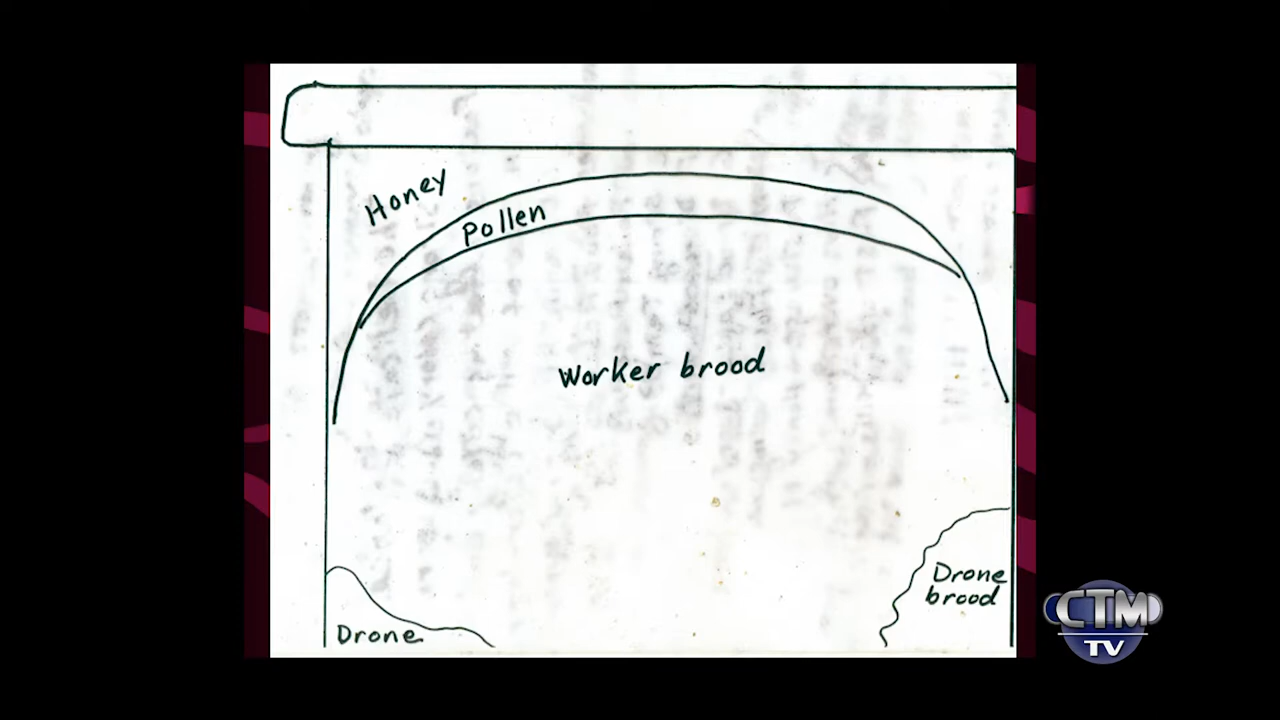 Honey
Pollen
Worker brood
Drone
brood
Drone
CTM
TV